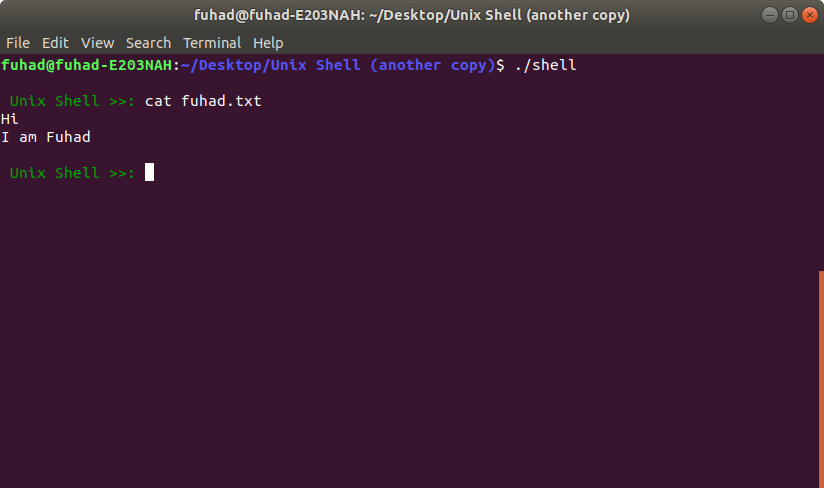 fuhad@fuhad-E203NAH: ~/Desktop/Unix Shell (another copy)
File Edit View Search Terminal Help
fuhad@fuhad-E203NAH:~/Desktop/Unix Shell (another copy)$ ./shell
Unix Shell >>: cat fuhad.txt
Hi
I am Fuhad
Unix Shell >>: